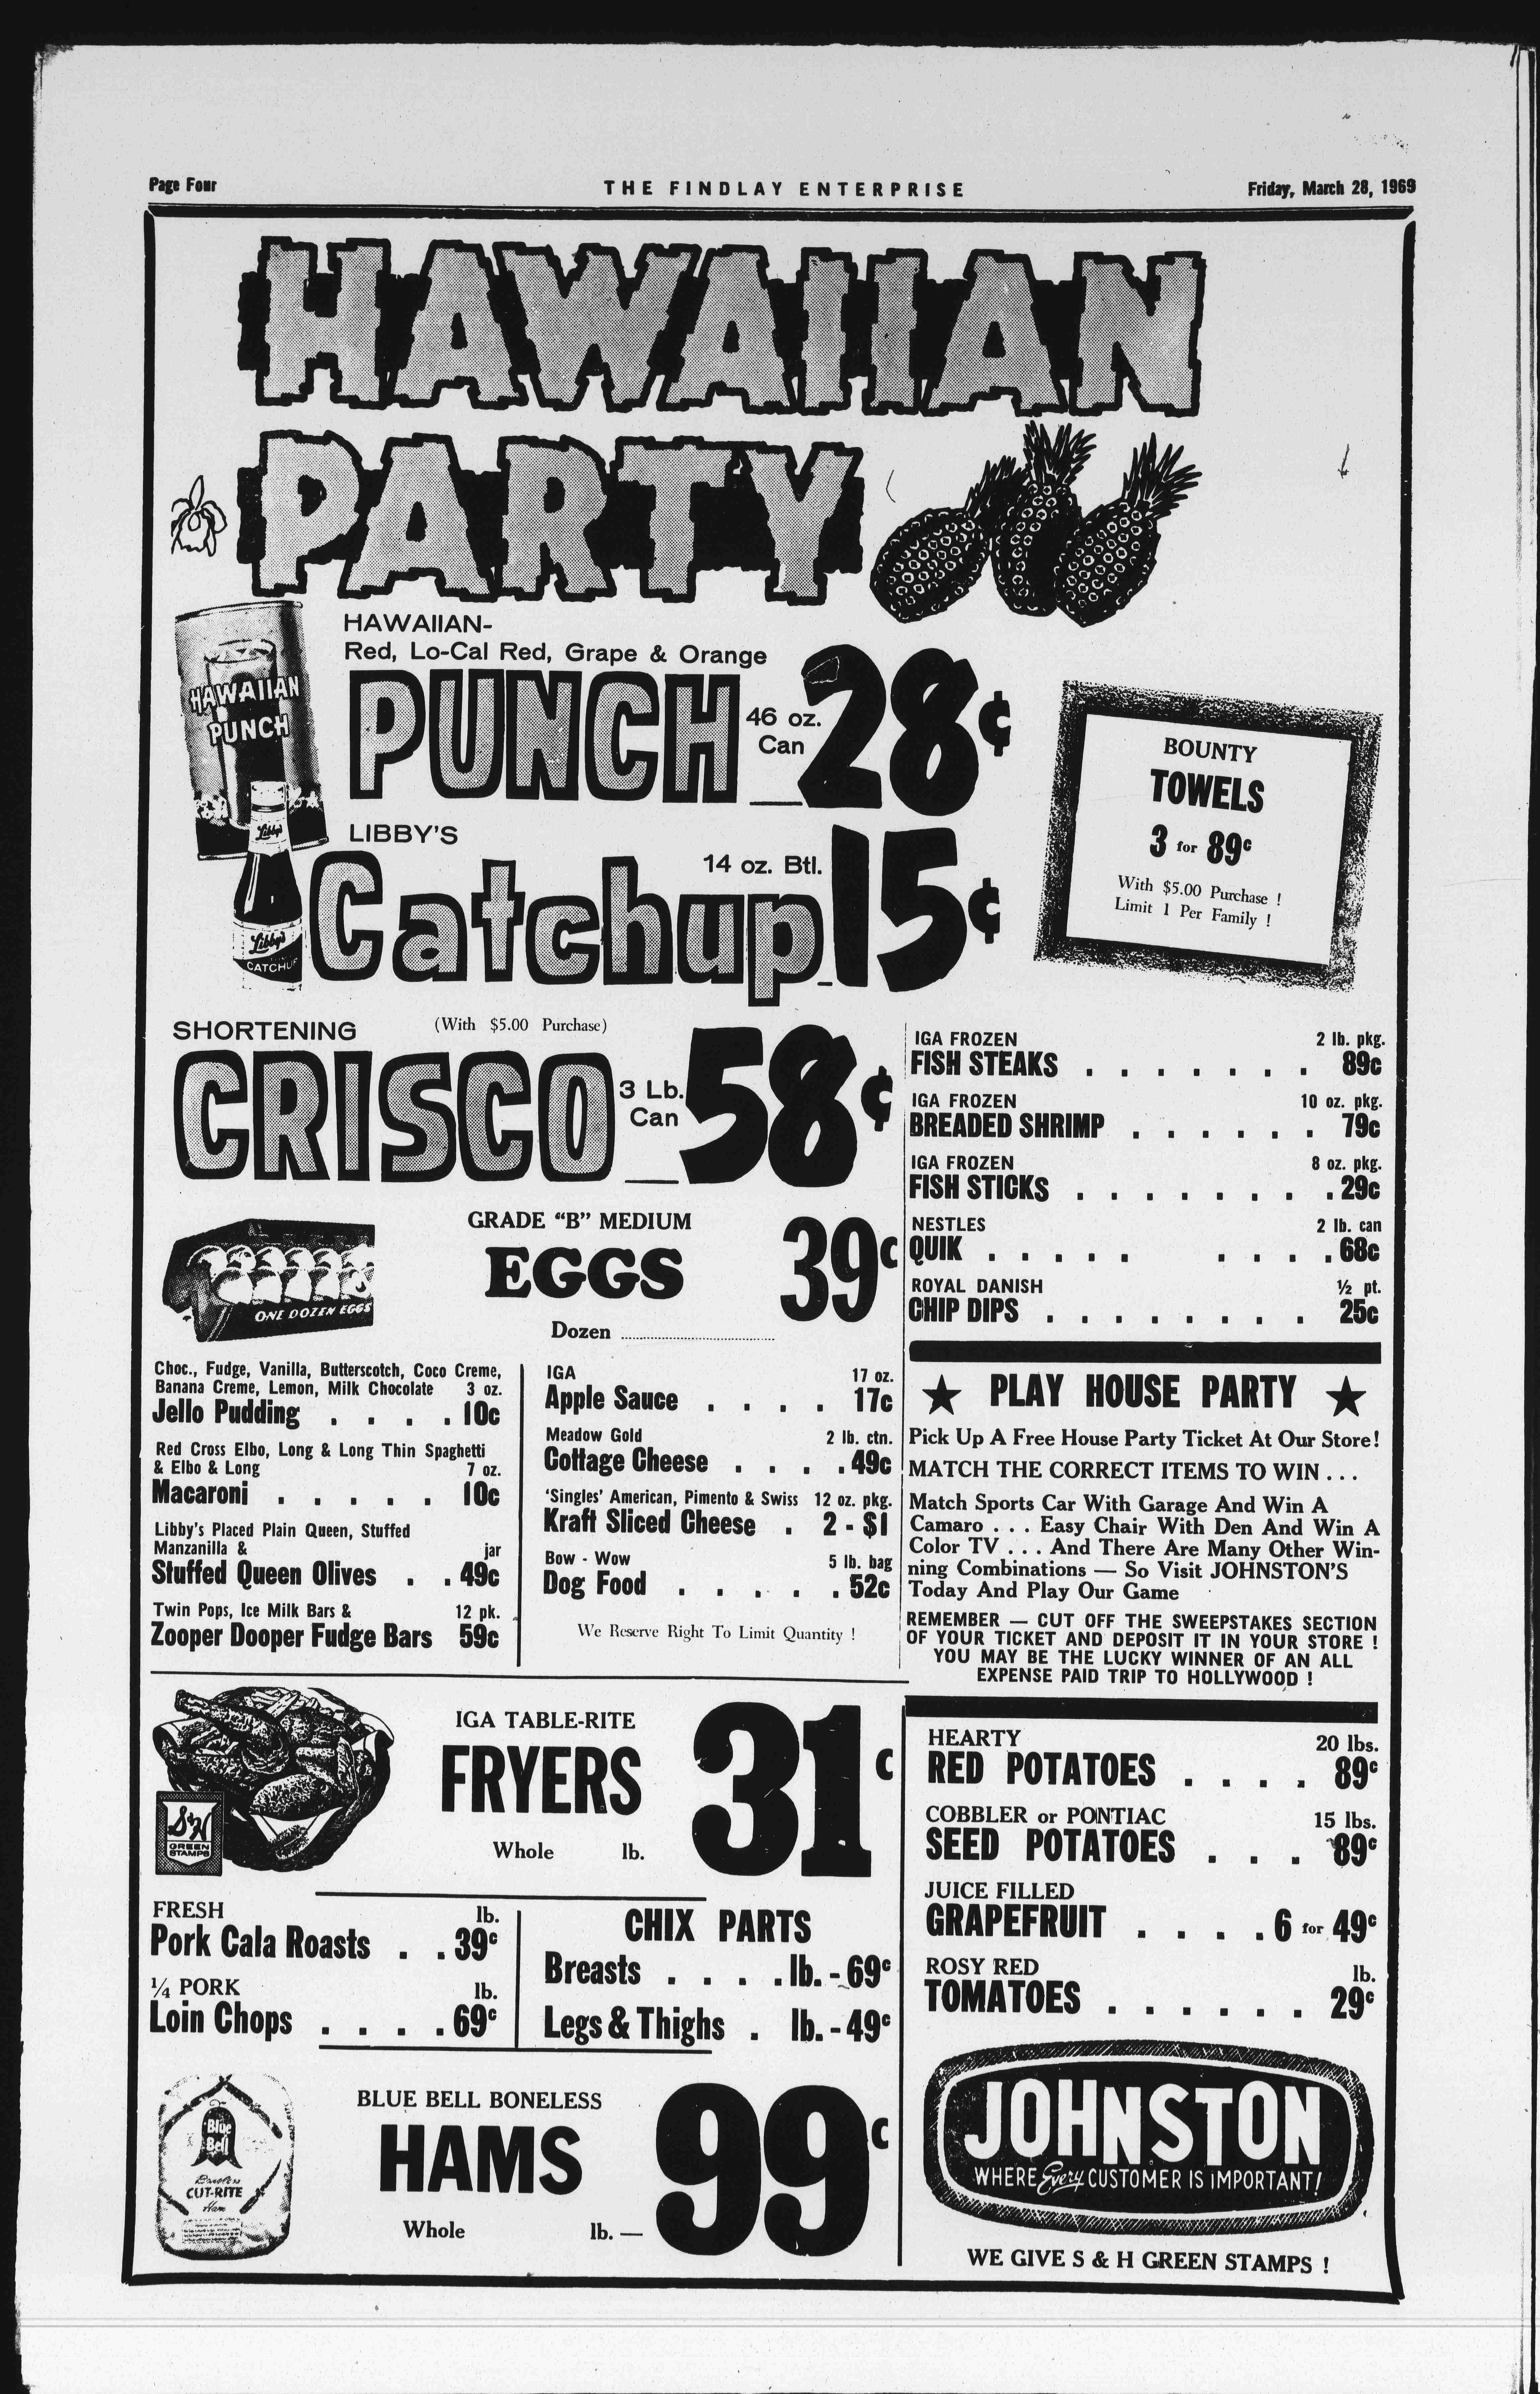 Page Four
THE FINDLAY ENTERPRISE
Friday, March 28, 1969
HAWAIIAN
PARTY
HAWAIIAN
PUNCH
HAWAIIAN-
Red, Lo-Cal Red, Grape & Orange
PUNCH 46 oz. Can 28¢
Libby's
Libby's
CATCHUP
LIBBY'S
Catchup 14 oz. Btl. 15¢
BOUNTY
TOWELS
3 for 89c
With $5.00 Purchase !
Limit 1 Per Family !
SHORTENING (With $5.00 Purchase)
CRISCO 3 Lb. Can 58¢
ONE DOZEN EGGS
GRADE “B” MEDIUM
EGGS 39c
Dozen ........................................
IGA FROZEN 2 lb. pkg.
FISH STEAKS . . . . . . . 89c
IGA FROZEN 10 oz. pkg.
BREADED SHRIMP . . . . . . 79c
IGA FROZEN 8 oz. pkg.
FISH STICKS . . . . . . . . 29c
NESTLES 2 lb. can
QUIK . . . . . . . . . 68c
ROYAL DANISH ½ pt.
CHIP DIPS . . . . . . . . 25c
Choc., Fudge, Vanilla, Butterscotch, Coco Creme,
Banana Creme, Lemon, Milk Chocolate 3 oz.
Jello Pudding . . . . 10c
Red Cross Elbo, Long & Long Thin Spaghetti
& Elbo & Long 7 oz.
Macaroni . . . . . 10c
Libby's Placed Plain Queen, Stuffed
Manzanilla & jar
Stuffed Queen Olives . . 49c
Twin Pops, Ice Milk Bars & 12 pk.
Zooper Dooper Fudge Bars 59c
IGA 17 oz.
Apple Sauce . . . . 17c
Meadow Gold 2 lb. ctn.
Cottage Cheese . . . . 49c
'Singles' American, Pimento & Swiss 12 oz. pkg.
Kraft Sliced Cheese . 2 - $1
Bow - Wow 5 lb. bag
Dog Food . . . . . 52c
We Reserve Right To Limit Quantity !
★ PLAY HOUSE PARTY ★
Pick Up A Free House Party Ticket At Our Store!
MATCH THE CORRECT ITEMS TO WIN . . .
Match Sports Car With Garage And Win A
Camaro . . . Easy Chair With Den And Win A
Color TV . . . And There Are Many Other Win-
ning Combinations — So Visit JOHNSTON'S
Today And Play Our Game
REMEMBER — CUT OFF THE SWEEPSTAKES SECTION
OF YOUR TICKET AND DEPOSIT IT IN YOUR STORE !
YOU MAY BE THE LUCKY WINNER OF AN ALL
EXPENSE PAID TRIP TO HOLLYWOOD !
S&H
GREEN
STAMPS
IGA TABLE-RITE
FRYERS 31c
Whole lb.
FRESH lb.
Pork Cala Roasts . . 39c
¼ PORK lb.
Loin Chops . . . . 69c
CHIX PARTS
Breasts . . . . lb. - 69c
Legs & Thighs . lb. - 49c
Blue
Bell
Boneless
CUT-RITE
Ham
BLUE BELL BONELESS
HAMS 99c
Whole lb. —
HEARTY 20 lbs.
RED POTATOES . . . . 89c
COBBLER or PONTIAC 15 lbs.
SEED POTATOES . . . 89c
JUICE FILLED
GRAPEFRUIT . . . . 6 for 49c
ROSY RED lb.
TOMATOES . . . . . . 29c
JOHNSTON
WHERE Every CUSTOMER IS IMPORTANT!
WE GIVE S & H GREEN STAMPS !